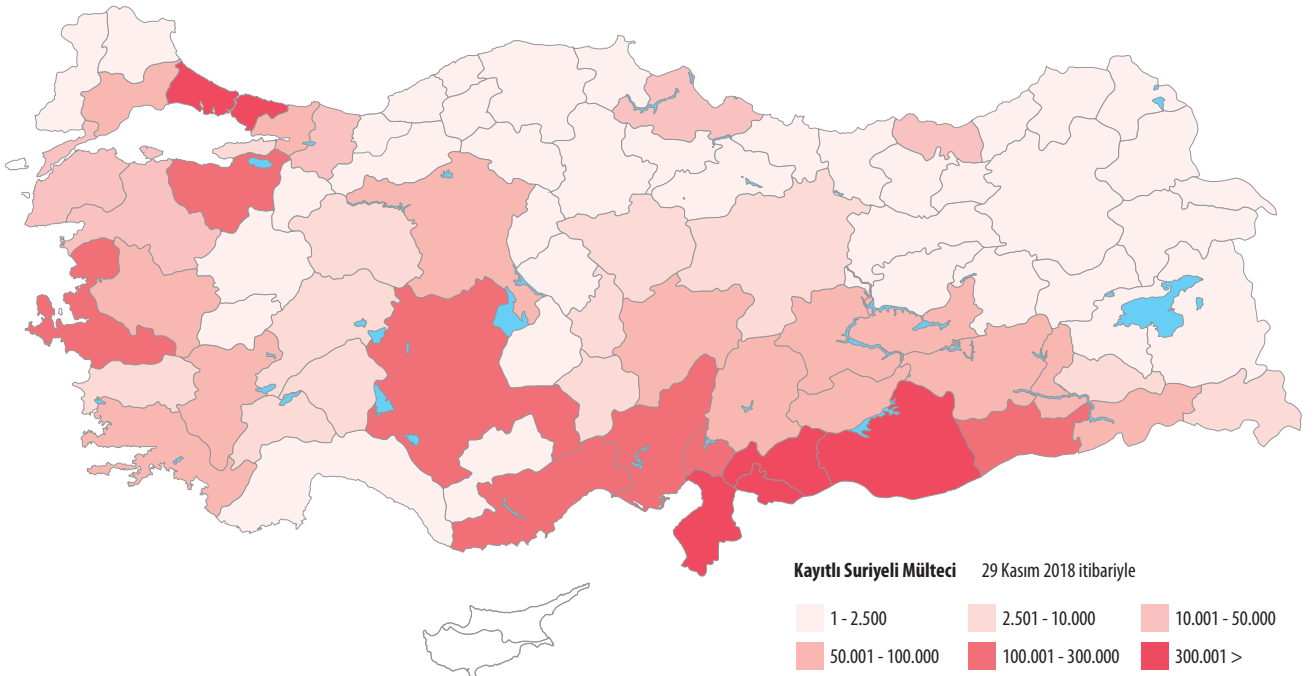 Kayıtlı Suriyeli Mülteci 29 Kasım 2018 itibariyle
1 - 2.500 2.501 - 10.000 10.001 - 50.000
50.001 - 100.000 100.001 - 300.000 300.001 >